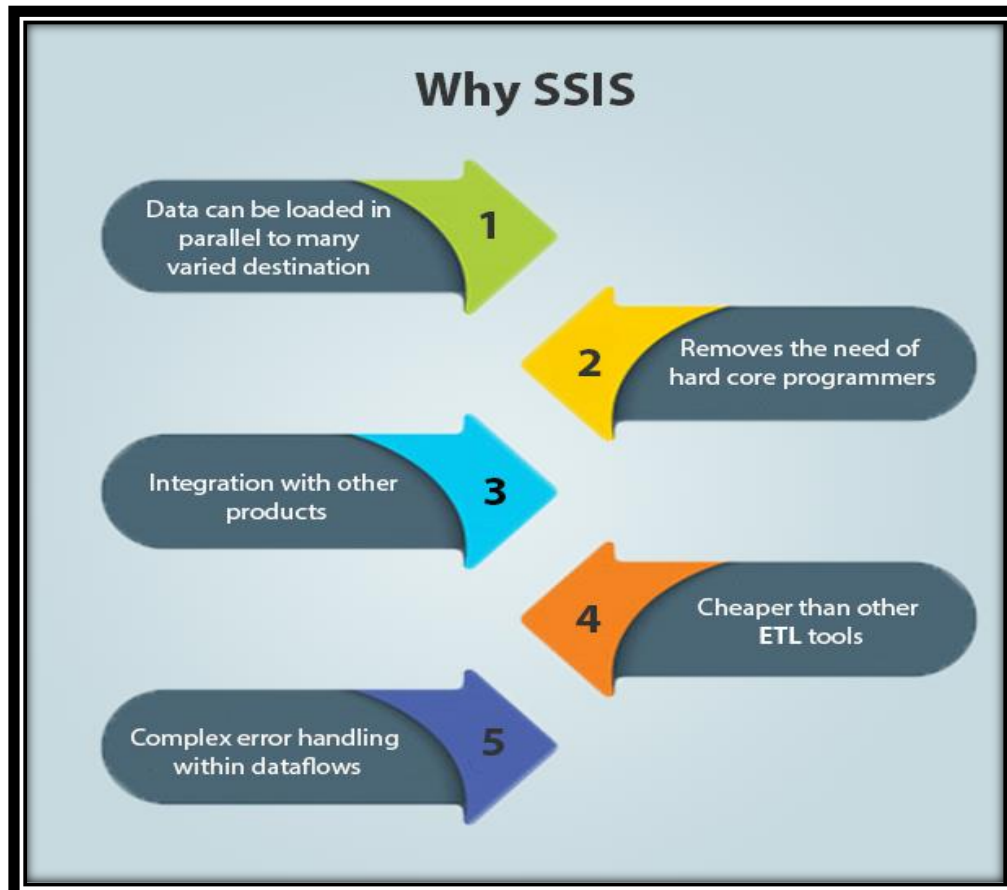 Why SSIS
Data can be loaded in
parallel to many
varied destination
1
2
Removes the need of
hard core programmers
Integration with other
products
3
4
Cheaper than other
ETL tools
Complex error handling
within dataflows
5